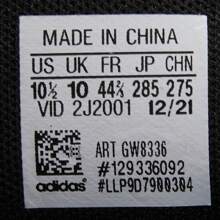 MADE IN CHINA
US UK FR JP CHN
10½ 10 44⅔ 285 275
VID 2J2001 12/21
ART GW8336
#129336092
adidas #LLP9D7900304